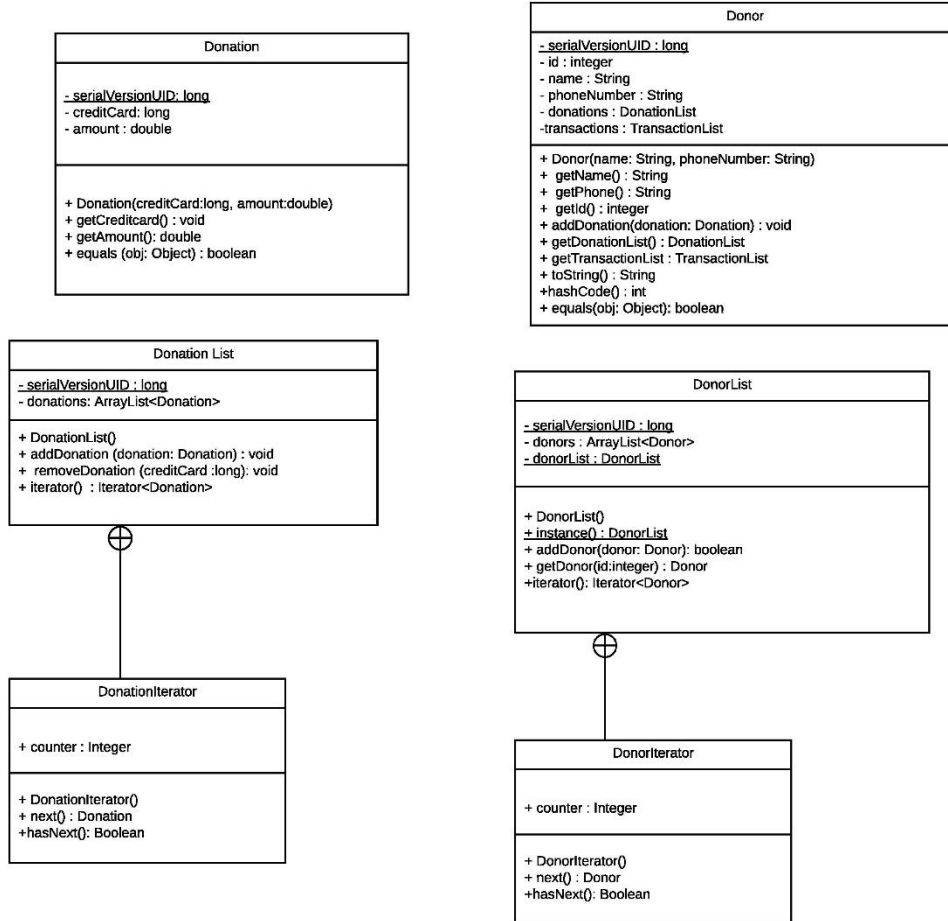 Donation
- serialVersionUID: long
- creditCard: long
- amount : double
+ Donation(creditCard:long, amount:double)
+ getCreditcard() : void
+ getAmount(): double
+ equals (obj: Object) : boolean
Donor
- serialVersionUID : long
- id : integer
- name : String
- phoneNumber : String
- donations : DonationList
-transactions : TransactionList
+ Donor(name: String, phoneNumber: String)
+ getName() : String
+ getPhone() : String
+ getId() : integer
+ addDonation(donation: Donation) : void
+ getDonationList() : DonationList
+ getTransactionList : TransactionList
+ toString() : String
+hashCode() : int
+ equals(obj: Object): boolean
Donation List
- serialVersionUID : long
- donations: ArrayList<Donation>
+ DonationList()
+ addDonation (donation: Donation) : void
+ removeDonation (creditCard :long): void
+ iterator() : Iterator<Donation>
DonorList
- serialVersionUID : long
- donors : ArrayList<Donor>
- donorList : DonorList
+ DonorList()
+ instance() : DonorList
+ addDonor(donor: Donor): boolean
+ getDonor(id:integer) : Donor
+iterator(): Iterator<Donor>
DonationIterator
+ counter : Integer
+ DonationIterator()
+ next() : Donation
+hasNext(): Boolean
DonorIterator
+ counter : Integer
+ DonorIterator()
+ next() : Donor
+hasNext(): Boolean